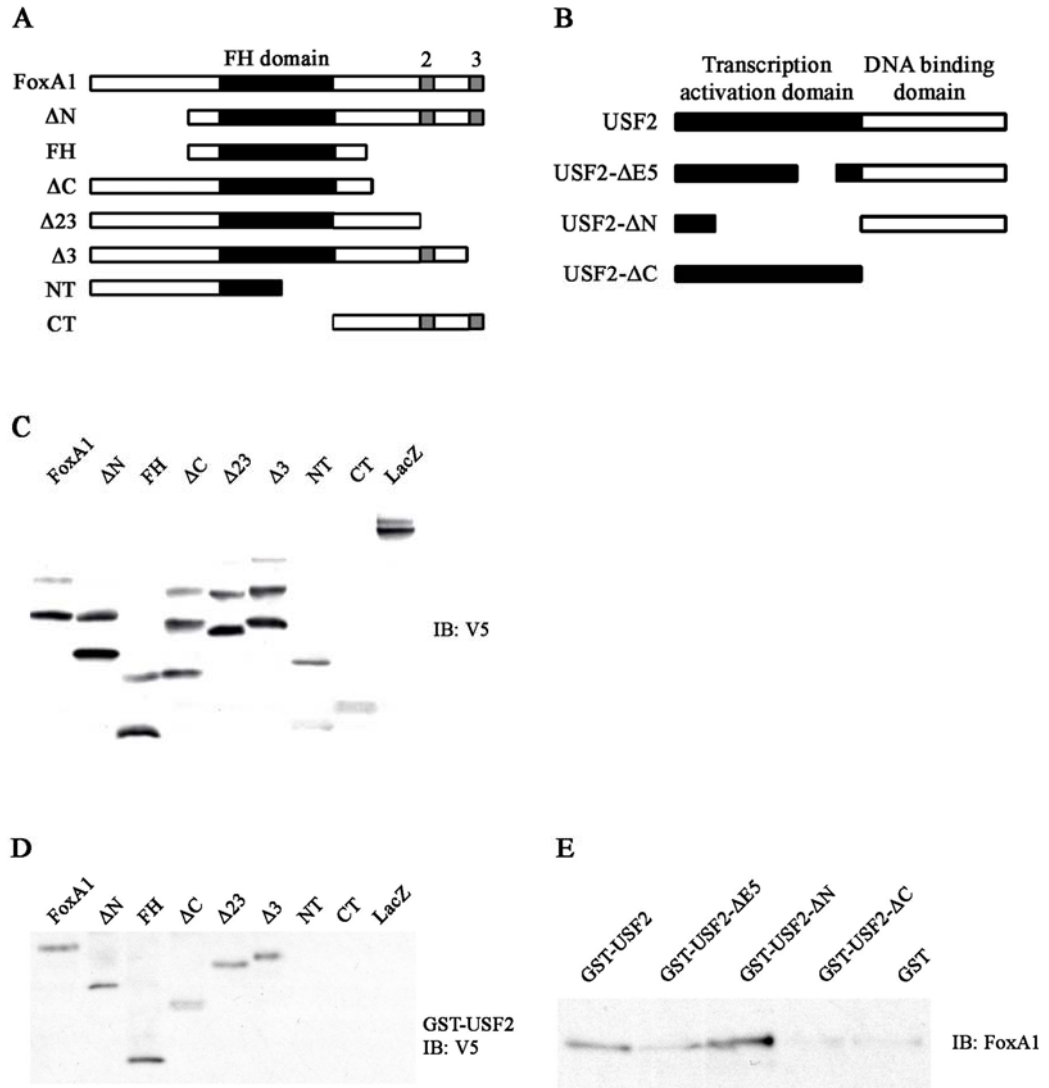 A
FH domain 2 3
FoxA1
ΔN
FH
ΔC
Δ23
Δ3
NT
CT
B
Transcription activation domain
DNA binding domain
USF2
USF2-ΔE5
USF2-ΔN
USF2-ΔC
C
FoxA1 ΔN FH ΔC Δ23 Δ3 NT CT LacZ
IB: V5
D
FoxA1 ΔN FH ΔC Δ23 Δ3 NT CT LacZ
GST-USF2
IB: V5
E
GST-USF2 GST-USF2-ΔE5 GST-USF2-ΔN GST-USF2-ΔC GST
IB: FoxA1